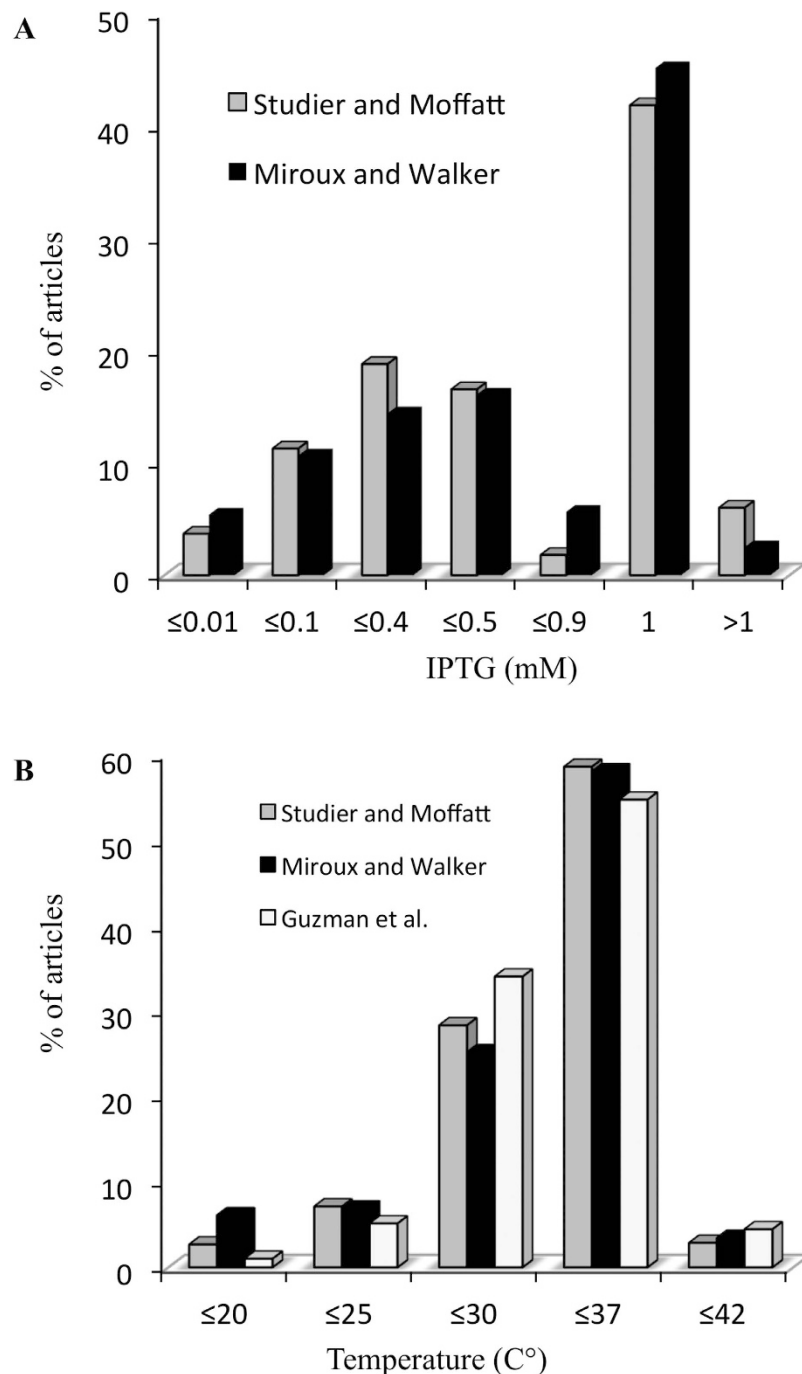 A
50
40
30
20
10
0
% of articles
Studier and Moffatt
Miroux and Walker
≤0.01 ≤0.1 ≤0.4 ≤0.5 ≤0.9 1 >1
IPTG (mM)
B
60
50
40
30
20
10
0
% of articles
Studier and Moffatt
Miroux and Walker
Guzman et al.
≤20 ≤25 ≤30 ≤37 ≤42
Temperature (C°)